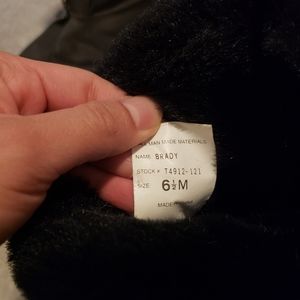 MAN MADE MATERIALS
NAME: BRADY
STOCK # T4912-121
SIZE: 6½M
MADE